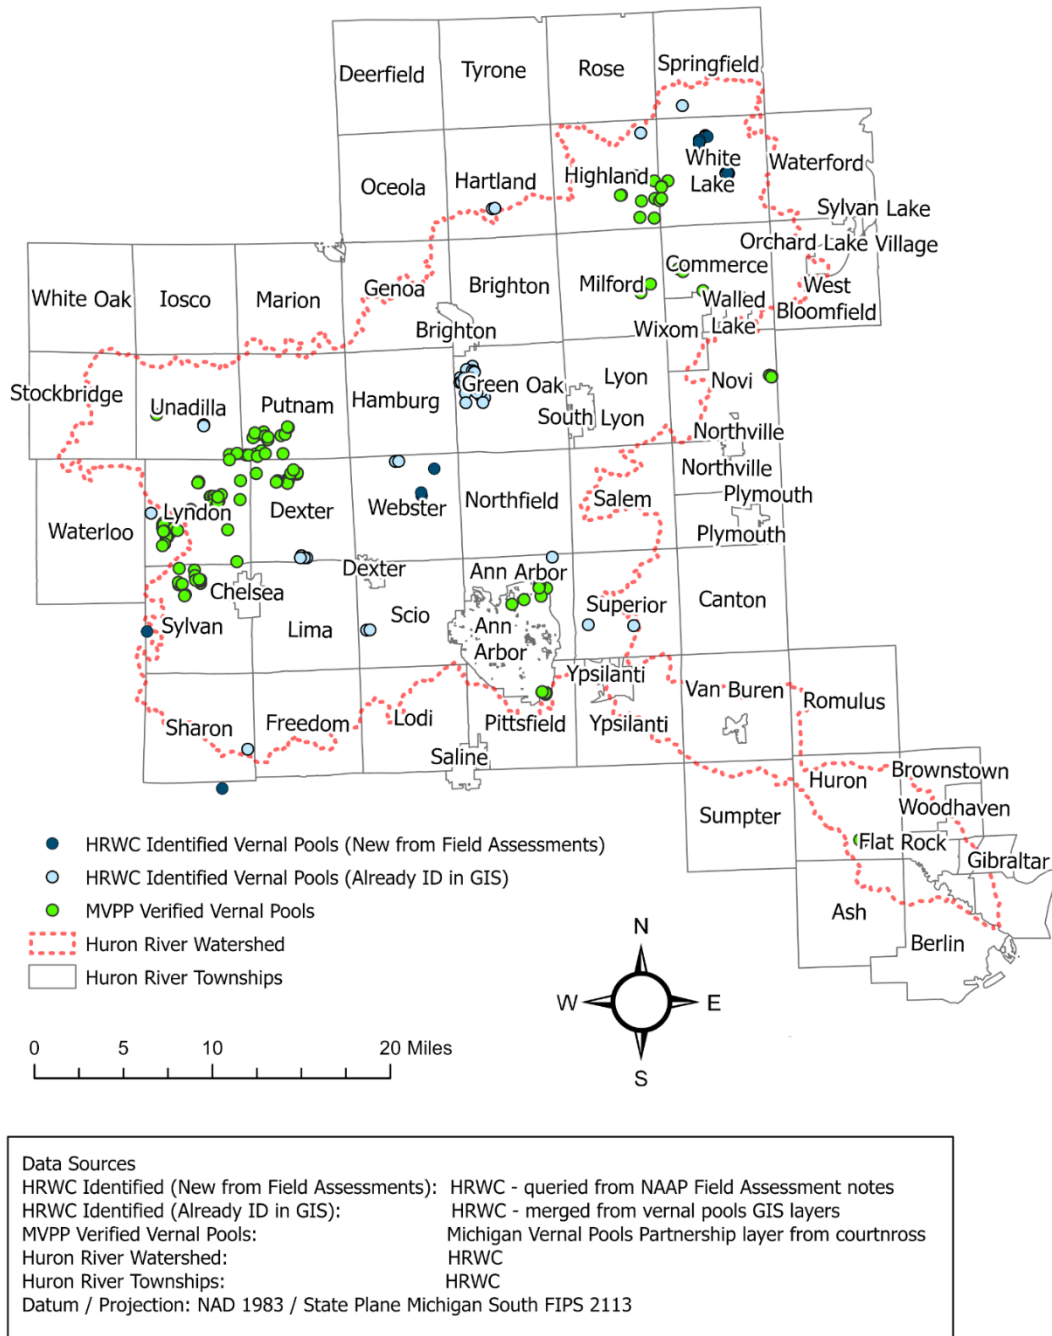 Deerfield
Tyrone
Rose
Springfield
Oceola
Hartland
Highland
White
Lake
Waterford
Sylvan Lake
Orchard Lake Village
West
Bloomfield
White Oak
Iosco
Marion
Genoa
Brighton
Milford
Commerce
Walled
Lake
Wixom
Brighton
Stockbridge
Unadilla
Putnam
Hamburg
Green Oak
Lyon
South Lyon
Novi
Northville
Northville
Plymouth
Plymouth
Waterloo
Lyndon
Dexter
Webster
Northfield
Salem
Dexter
Chelsea
Sylvan
Lima
Scio
Ann Arbor
Ann
Arbor
Superior
Canton
Ypsilanti
Van Buren
Romulus
Sharon
Freedom
Lodi
Pittsfield
Ypsilanti
Saline
Sumpter
Huron
Brownstown
Woodhaven
Flat Rock
Gibraltar
Ash
Berlin
HRWC Identified Vernal Pools (New from Field Assessments)
HRWC Identified Vernal Pools (Already ID in GIS)
MVPP Verified Vernal Pools
Huron River Watershed
Huron River Townships
N
W
E
S
0 5 10 20 Miles
Data Sources
HRWC Identified (New from Field Assessments): HRWC - queried from NAAP Field Assessment notes
HRWC Identified (Already ID in GIS): HRWC - merged from vernal pools GIS layers
MVPP Verified Vernal Pools: Michigan Vernal Pools Partnership layer from courtnross
Huron River Watershed: HRWC
Huron River Townships: HRWC
Datum / Projection: NAD 1983 / State Plane Michigan South FIPS 2113